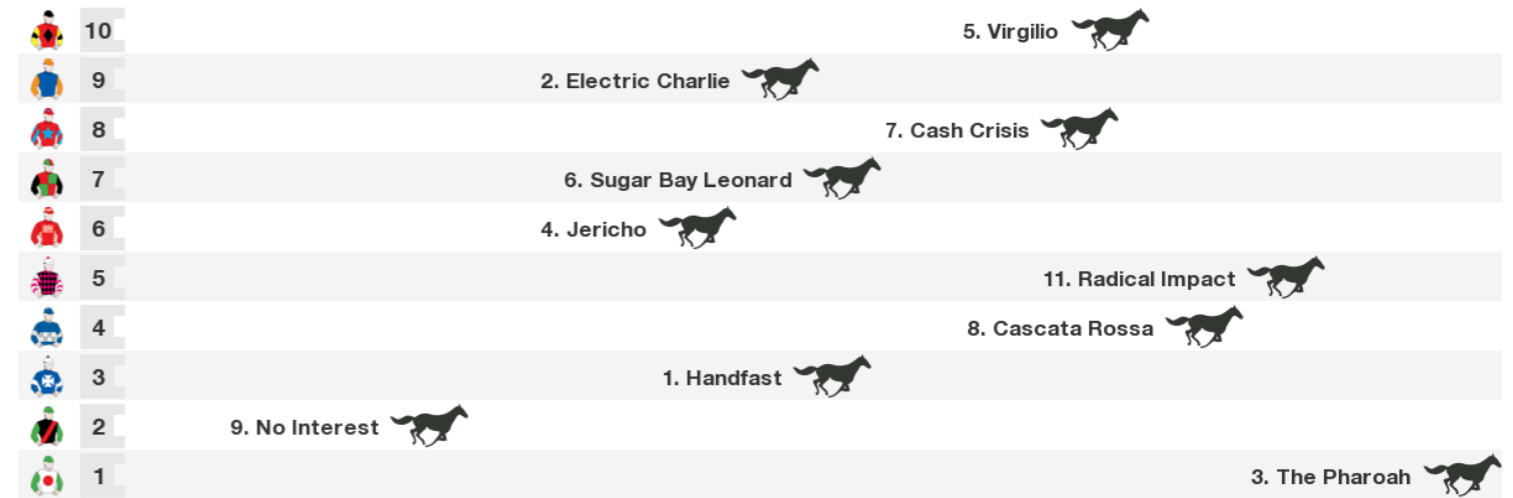 10 5. Virgilio
9 2. Electric Charlie
8 7. Cash Crisis
7 6. Sugar Bay Leonard
6 4. Jericho
5 11. Radical Impact
4 8. Cascata Rossa
3 1. Handfast
2 9. No Interest
1 3. The Pharoah